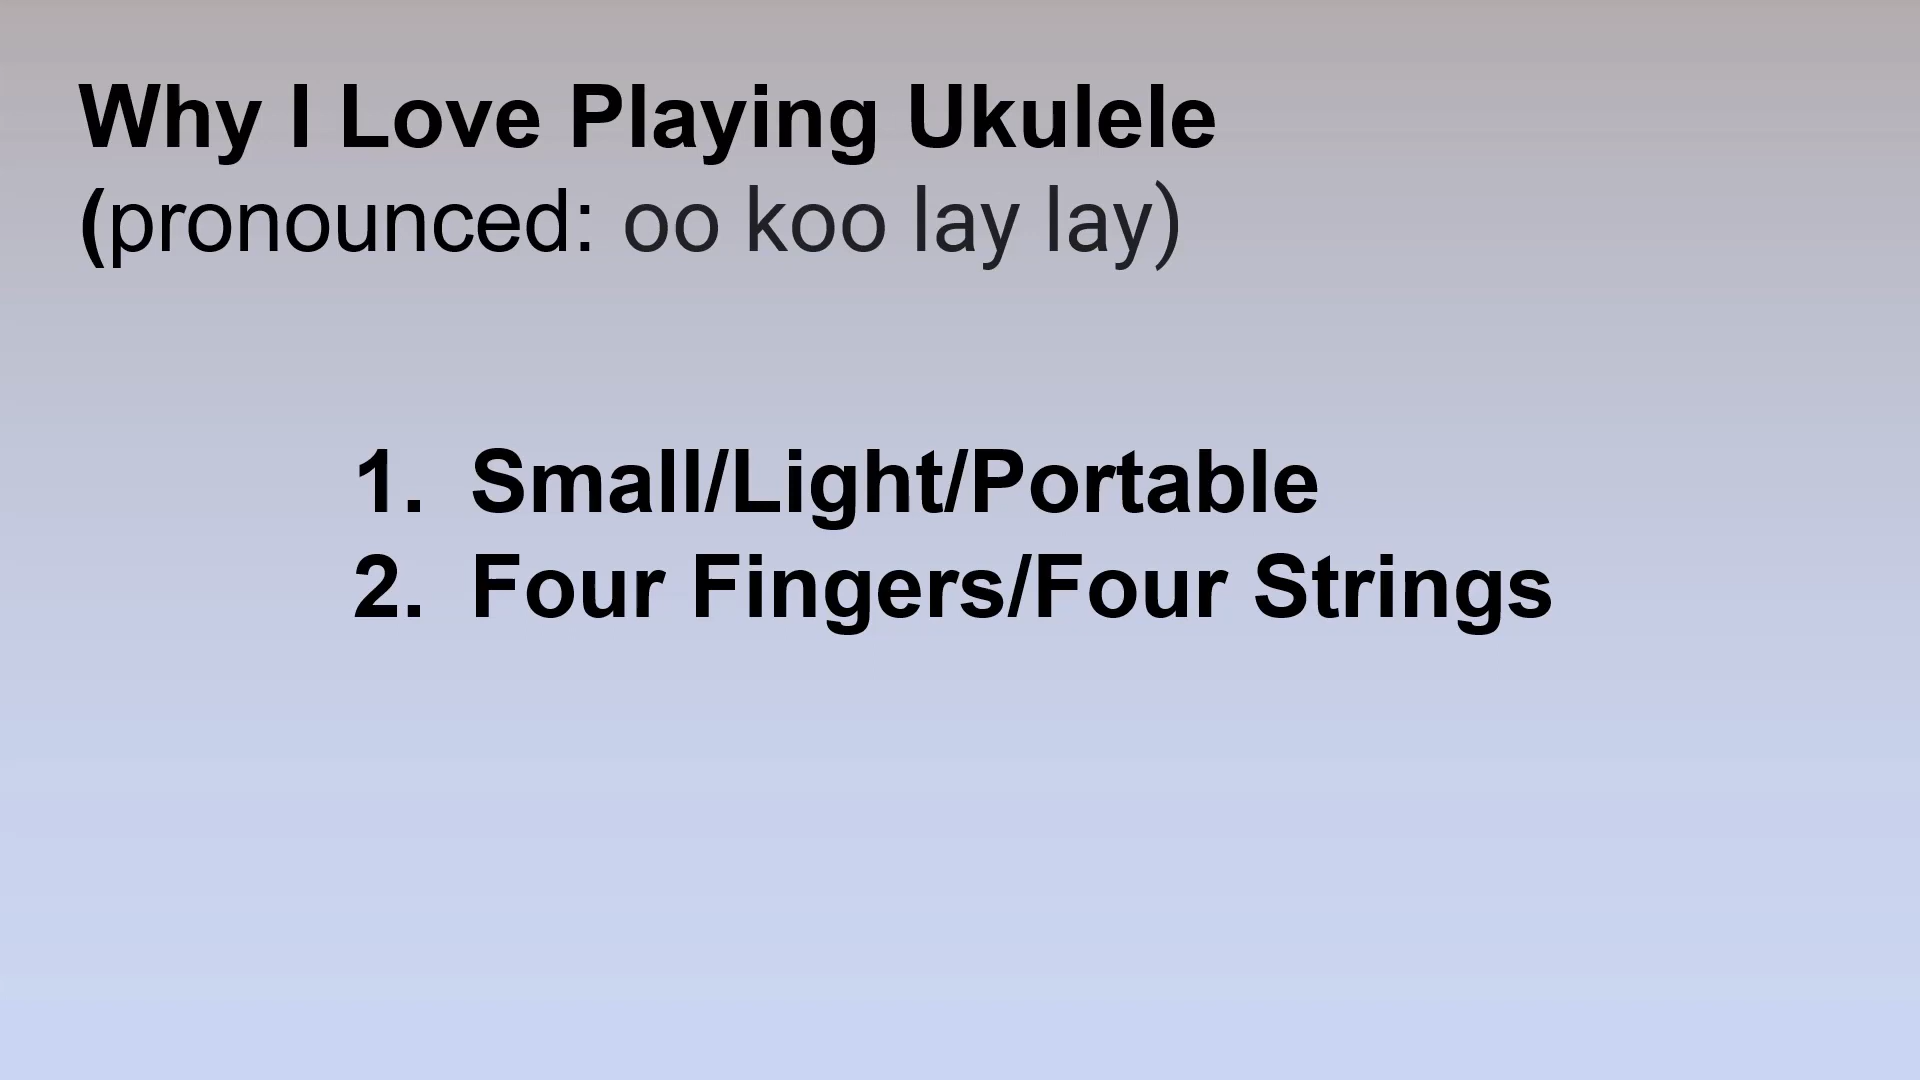 Why I Love Playing Ukulele
(pronounced: oo koo lay lay)
1. Small/Light/Portable
2. Four Fingers/Four Strings